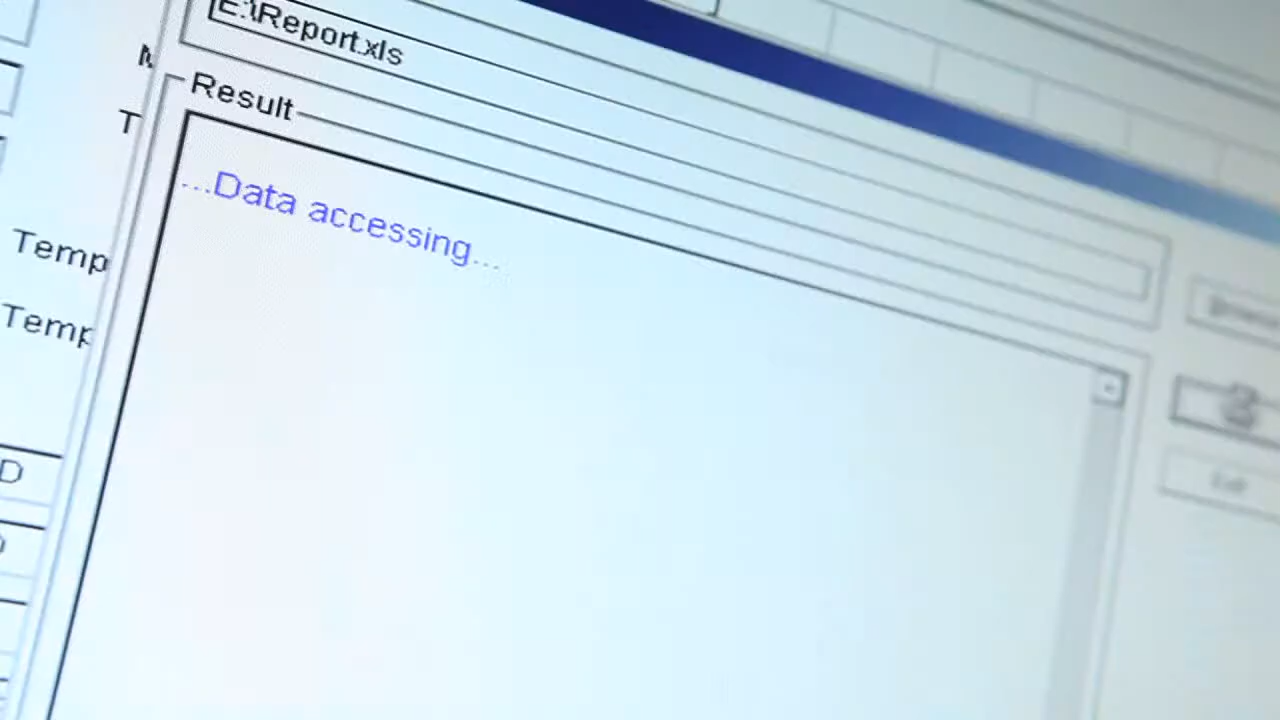 E:\Report.xls
Result
...Data accessing...
Temp
Temp
D